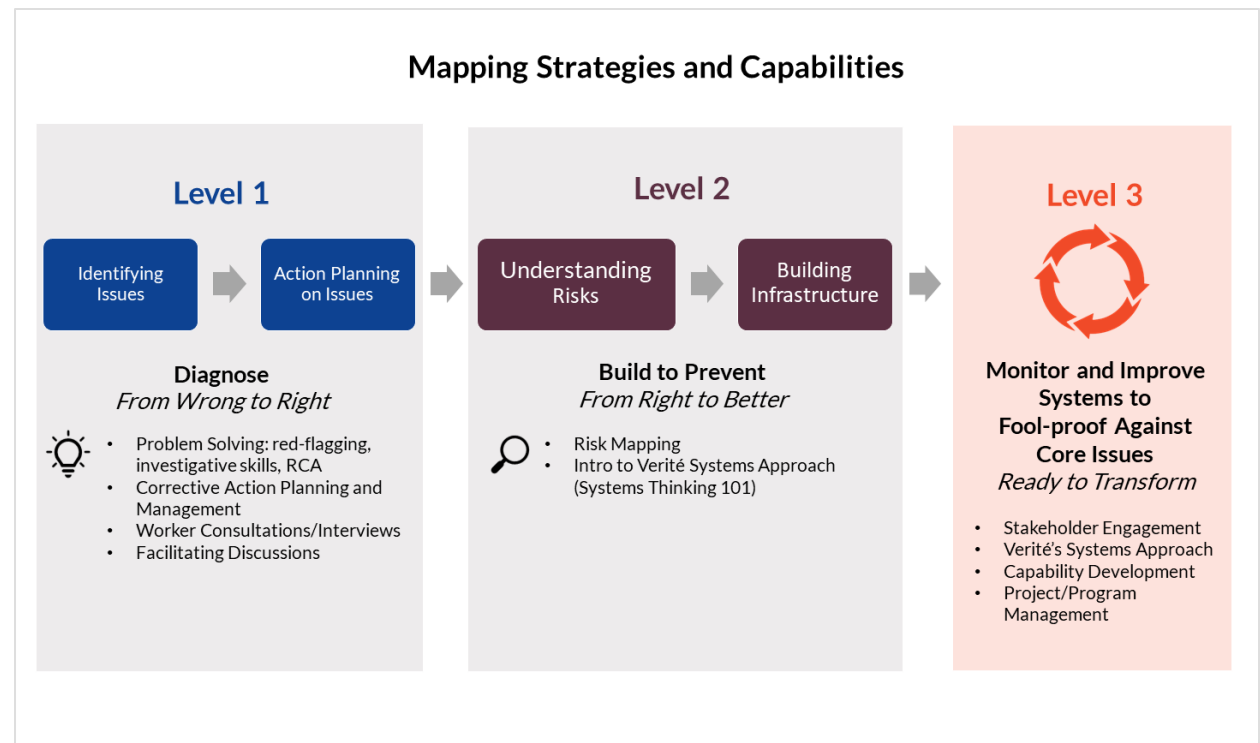 Mapping Strategies and Capabilities
Level 1
Identifying
Issues
Action Planning
on Issues
Diagnose
From Wrong to Right
• Problem Solving: red-flagging,
investigative skills, RCA
• Corrective Action Planning and
Management
• Worker Consultations/Interviews
• Facilitating Discussions
Level 2
Understanding
Risks
Building
Infrastructure
Build to Prevent
From Right to Better
• Risk Mapping
• Intro to Verité Systems Approach
(Systems Thinking 101)
Level 3
Monitor and Improve
Systems to
Fool-proof Against
Core Issues
Ready to Transform
• Stakeholder Engagement
• Verité’s Systems Approach
• Capability Development
• Project/Program
Management